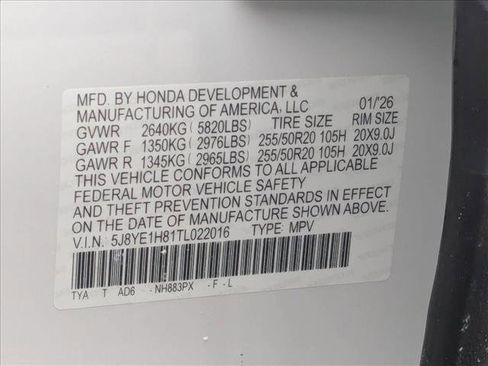 MFD. BY HONDA DEVELOPMENT &
MANUFACTURING OF AMERICA, LLC 01/'26
GVWR 2640KG ( 5820LBS) TIRE SIZE RIM SIZE
GAWR F 1350KG ( 2976LBS) 255/50R20 105H 20X9.0J
GAWR R 1345KG ( 2965LBS) 255/50R20 105H 20X9.0J
THIS VEHICLE CONFORMS TO ALL APPLICABLE
FEDERAL MOTOR VEHICLE SAFETY
AND THEFT PREVENTION STANDARDS IN EFFECT
ON THE DATE OF MANUFACTURE SHOWN ABOVE.
V.I.N. 5J8YE1H81TL022016 TYPE: MPV
TYA T AD6 -NH883PX -F-L